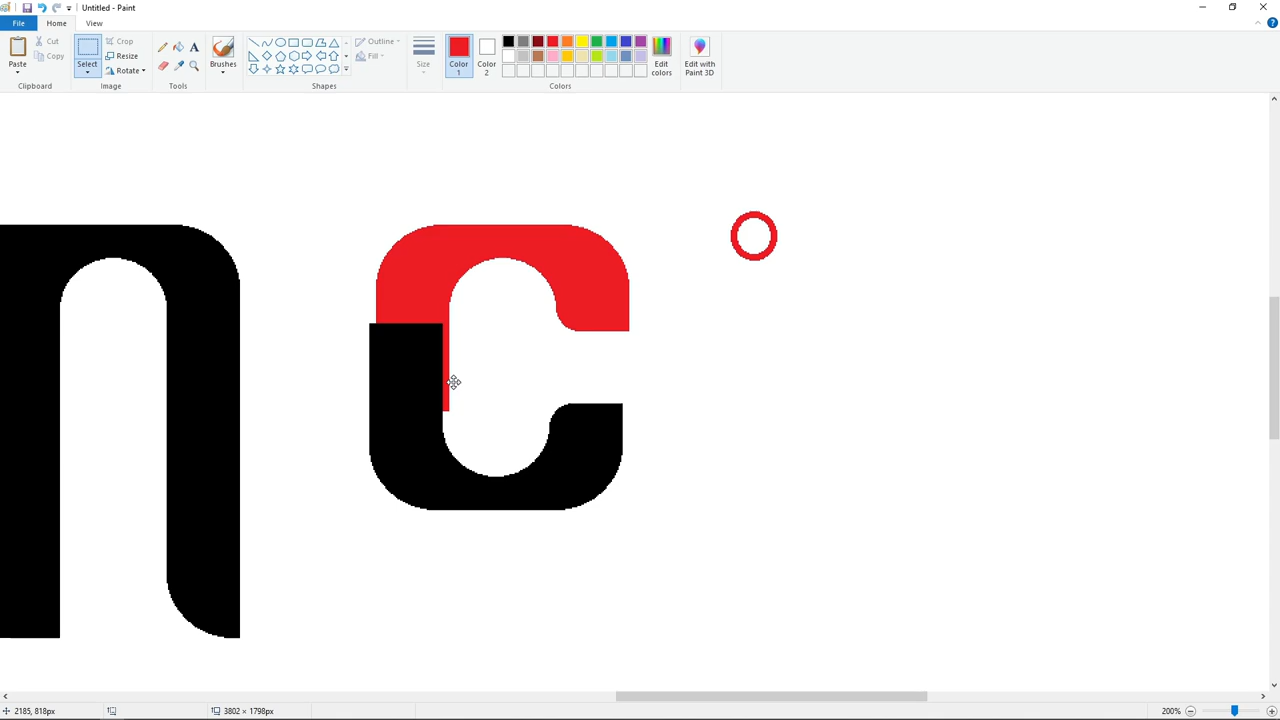 Untitled - Paint
File Home View
Paste Cut Copy Clipboard
Select Crop Resize Rotate Image
Tools
Brushes
Outline Fill Shapes
Size
Color 1 Color 2 Edit colors Colors
Edit with Paint 3D
nc
2185, 818px 3802 × 1798px 200%